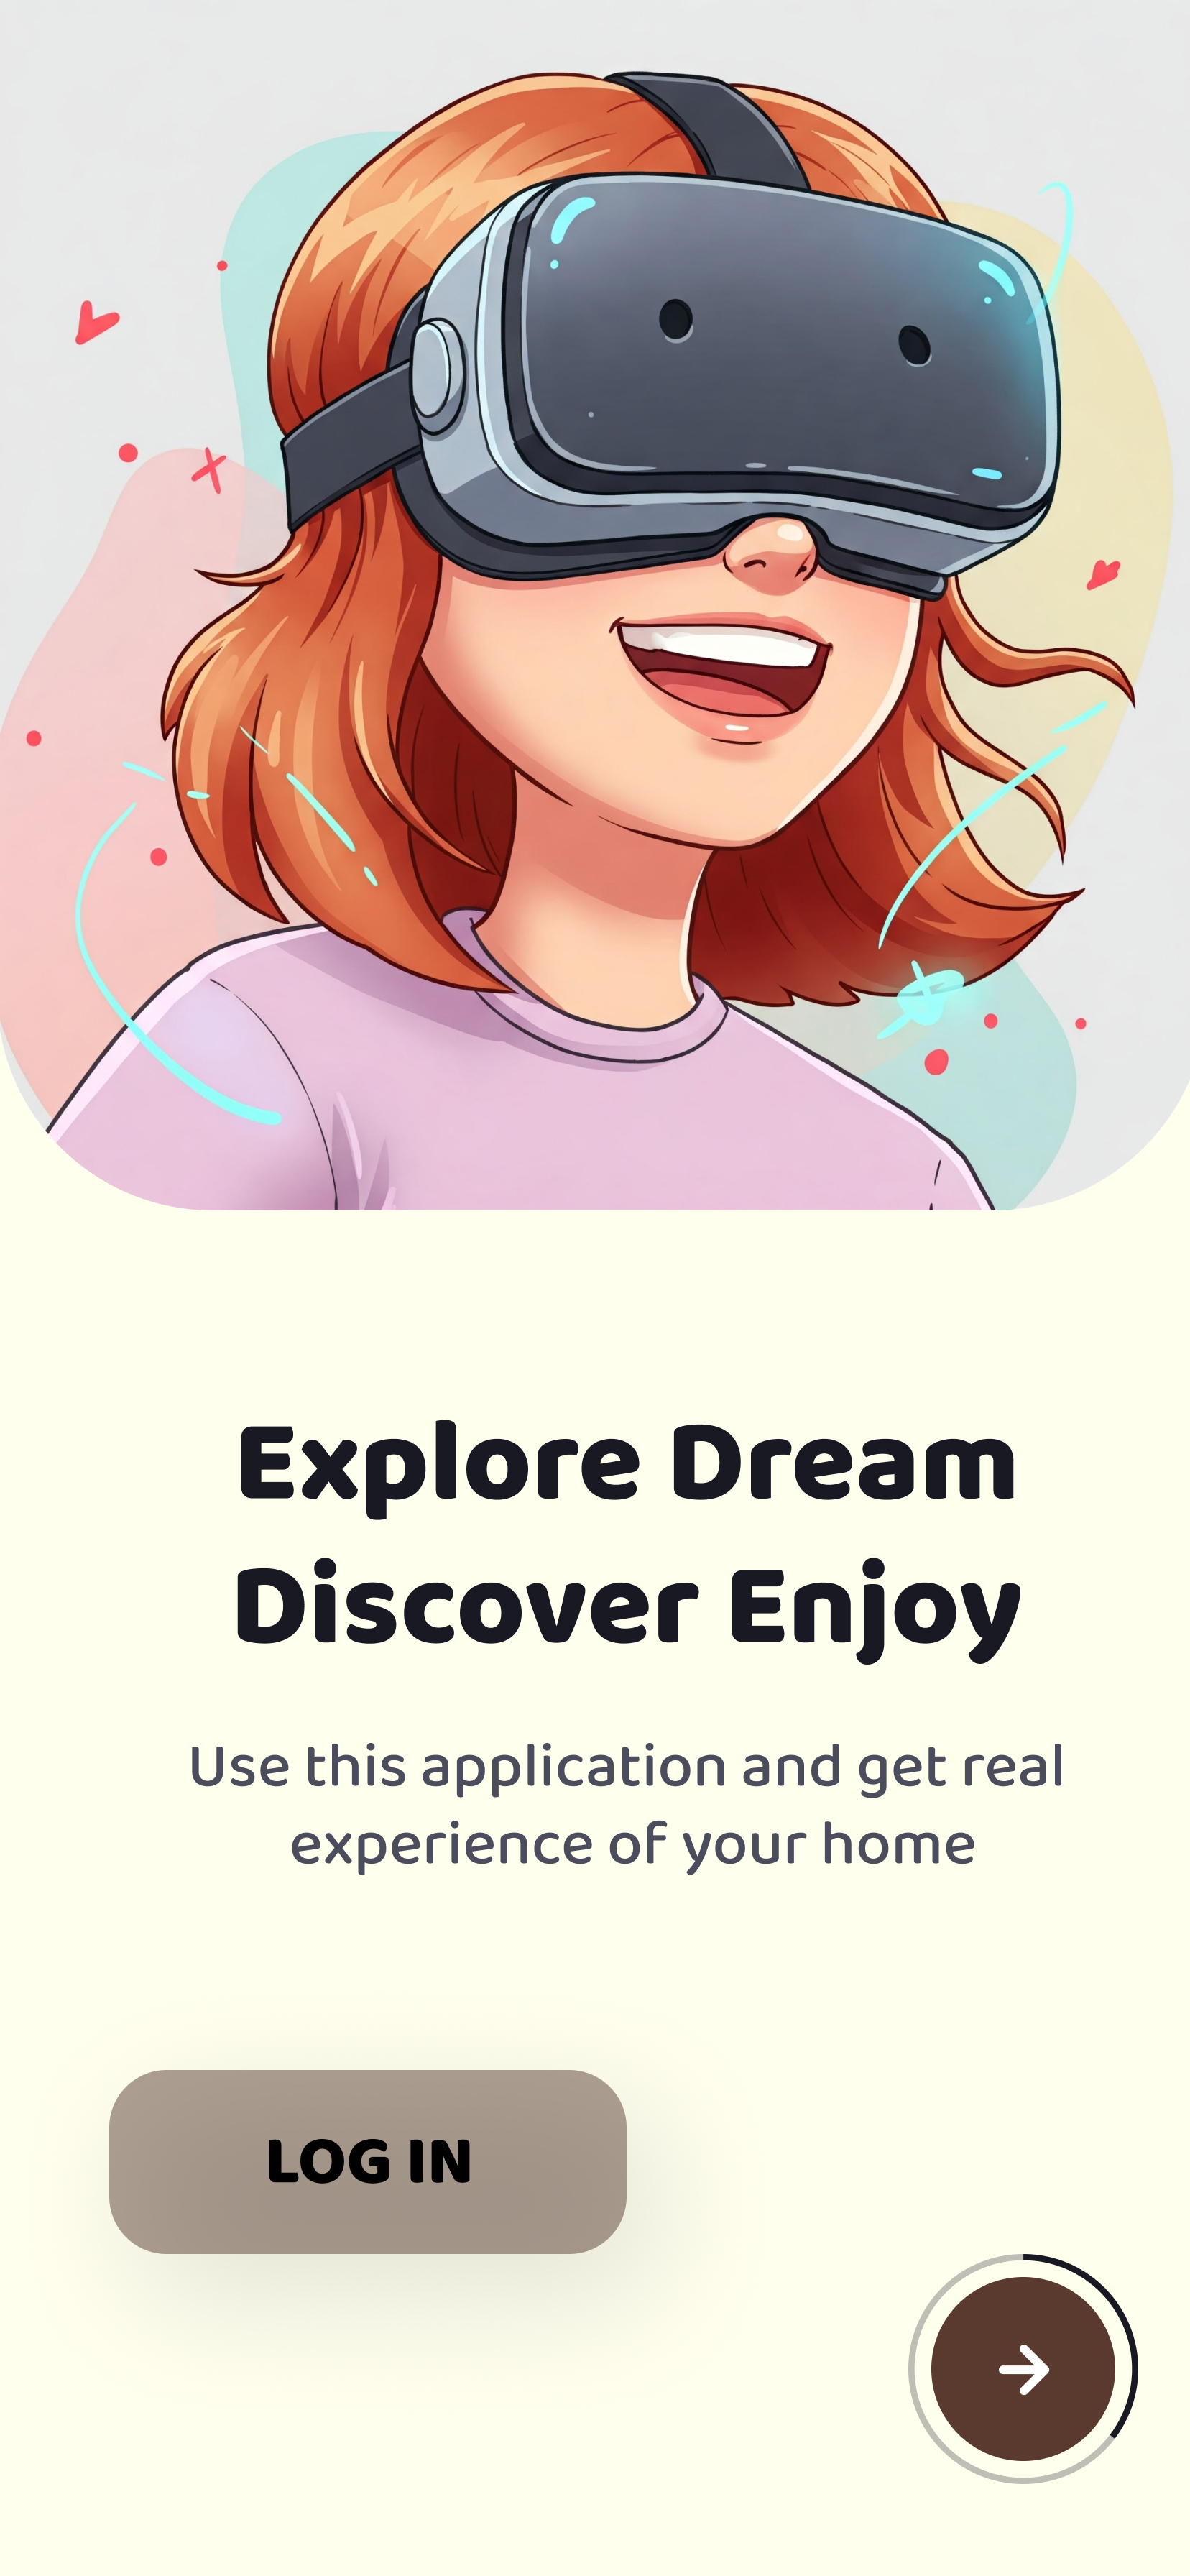 Explore Dream
Discover Enjoy
Use this application and get real
experience of your home
LOG IN